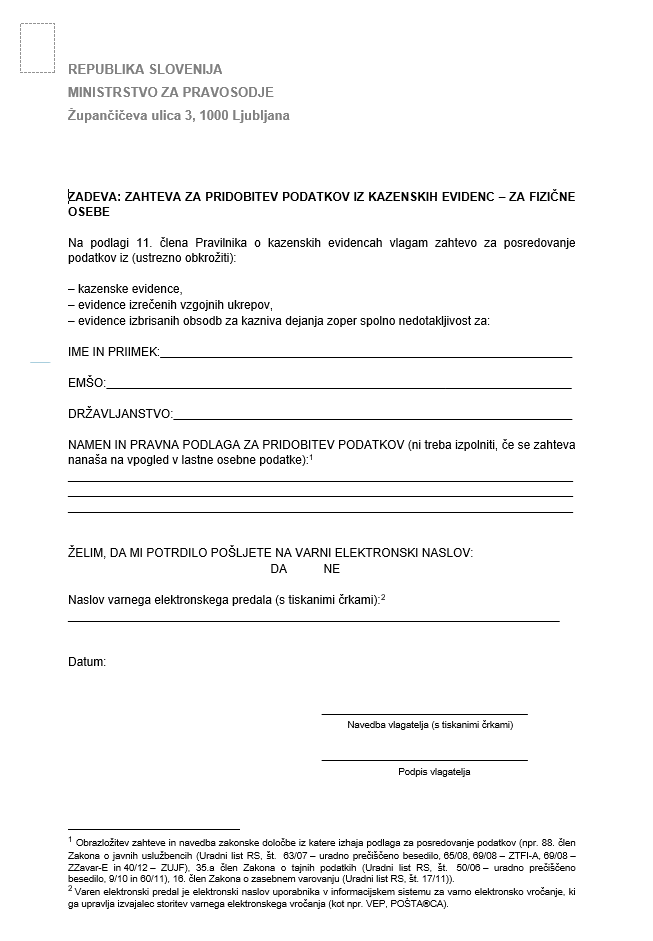 REPUBLIKA SLOVENIJA
MINISTRSTVO ZA PRAVOSODJE
Župančičeva ulica 3, 1000 Ljubljana
ZADEVA: ZAHTEVA ZA PRIDOBITEV PODATKOV IZ KAZENSKIH EVIDENC – ZA FIZIČNE
OSEBE
Na podlagi 11. člena Pravilnika o kazenskih evidencah vlagam zahtevo za posredovanje
podatkov iz (ustrezno obkrožiti):
– kazenske evidence,
– evidence izrečenih vzgojnih ukrepov,
– evidence izbrisanih obsodb za kazniva dejanja zoper spolno nedotakljivost za:
IME IN PRIIMEK:
EMŠO:
DRŽAVLJANSTVO:
NAMEN IN PRAVNA PODLAGA ZA PRIDOBITEV PODATKOV (ni treba izpolniti, če se zahteva
nanaša na vpogled v lastne osebne podatke):¹
ŽELIM, DA MI POTRDILO POŠLJETE NA VARNI ELEKTRONSKI NASLOV:
DA NE
Naslov varnega elektronskega predala (s tiskanimi črkami):²
Datum:
Navedba vlagatelja (s tiskanimi črkami)
Podpis vlagatelja
¹ Obrazložitev zahteve in navedba zakonske določbe iz katere izhaja podlaga za posredovanje podatkov (npr. 88. člen
Zakona o javnih uslužbencih (Uradni list RS, št. 63/07 – uradno prečiščeno besedilo, 65/08, 69/08 – ZTFI-A, 69/08 –
ZZavar-E in 40/12 – ZUJF), 35.a člen Zakona o tajnih podatkih (Uradni list RS, št. 50/06 – uradno prečiščeno
besedilo, 9/10 in 60/11), 16. člen Zakona o zasebnem varovanju (Uradni list RS, št. 17/11)).
² Varen elektronski predal je elektronski naslov uporabnika v informacijskem sistemu za varno elektronsko vročanje, ki
ga upravlja izvajalec storitev varnega elektronskega vročanja (kot npr. VEP, POŠTA®CA).